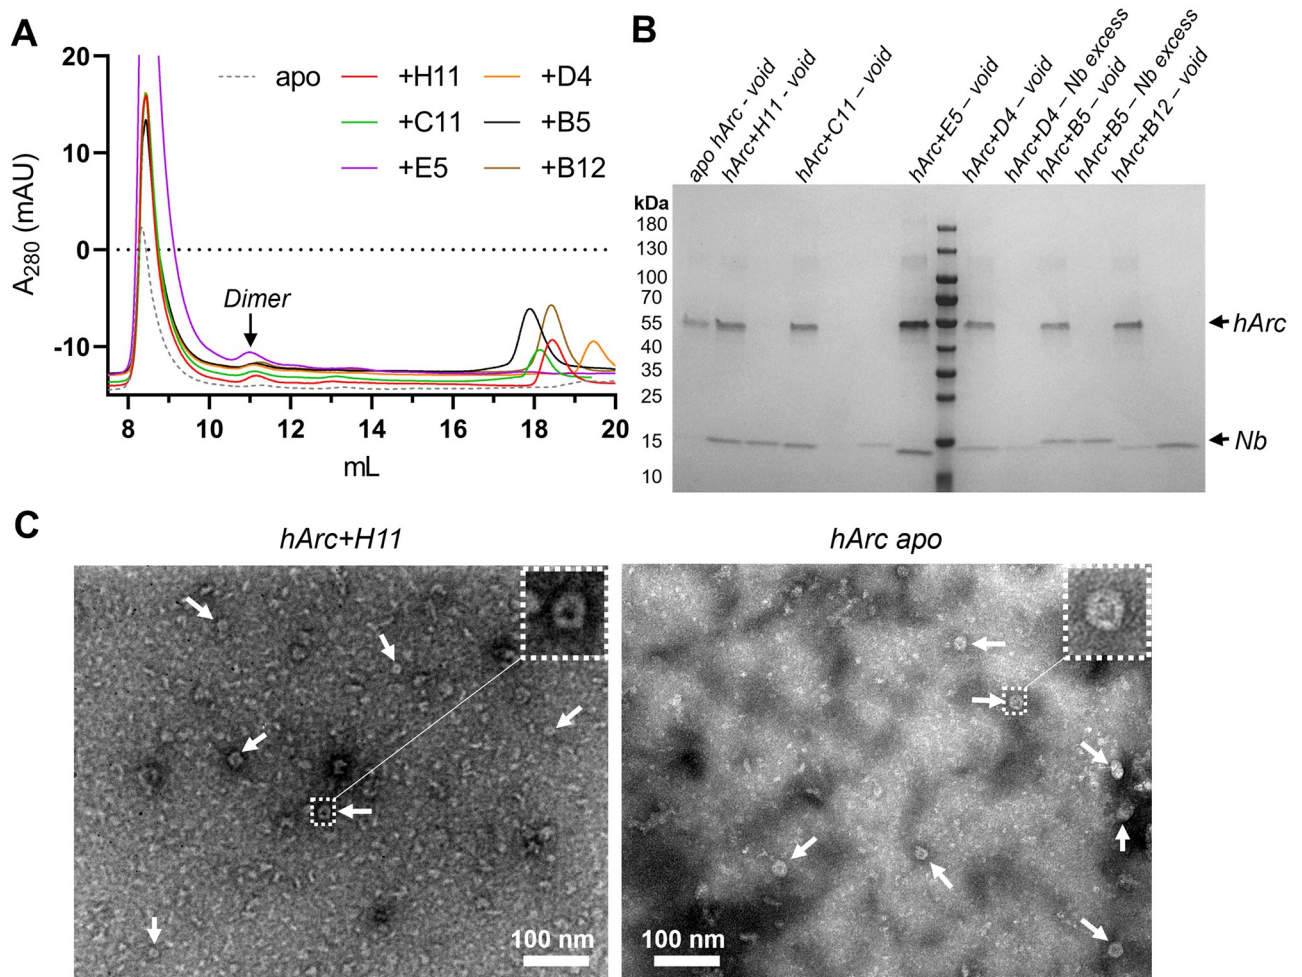 A
20
10
0
-10
A280 (mAU)
apo
+H11
+D4
+C11
+B5
+E5
+B12
Dimer
8
10
12
14
16
18
20
mL
B
apo hArc - void
hArc+H11 - void
hArc+C11 – void
hArc+E5 – void
hArc+D4 – void
hArc+D4 – Nb excess
hArc+B5 – void
hArc+B5 – Nb excess
hArc+B12 – void
kDa
180
130
100
70
55
40
35
25
15
10
hArc
Nb
C
hArc+H11
hArc apo
100 nm
100 nm